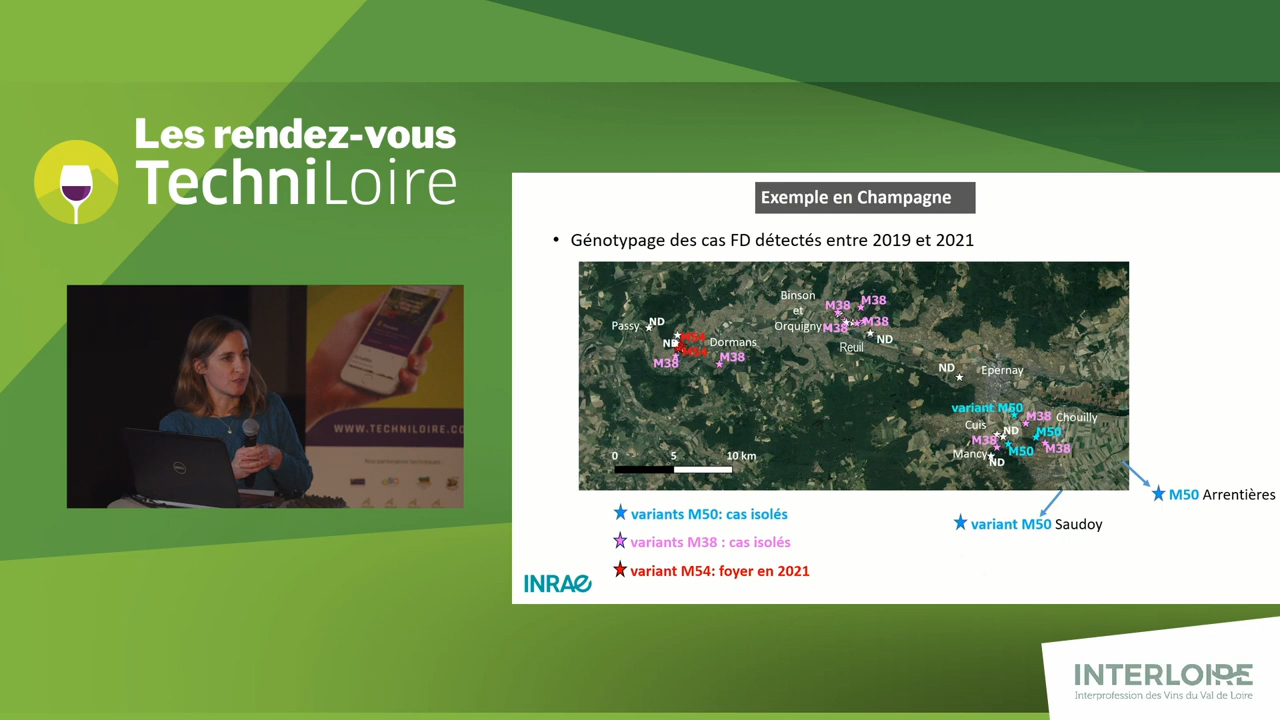 Les rendez-vous
TechniLoire
WWW.TECHNILOIRE.CO
Nos partenaires techniques :
DELL
Exemple en Champagne
• Génotypage des cas FD détectés entre 2019 et 2021
Binson
et
Orquigny
M38
M38
M38
M38
Reuil
ND
Passy
ND
M54
ND
M54
Dormans
M38
M38
ND
Epernay
variant M50
M38
Chouilly
Cuis
ND
M50
M38
M50
M38
Mancy
ND
0 5 10 km
M50 Arrentières
variant M50 Saudoy
variants M50: cas isolés
variants M38 : cas isolés
variant M54: foyer en 2021
INRAE
INTERLOIRE
Interprofession des Vins du Val de Loire